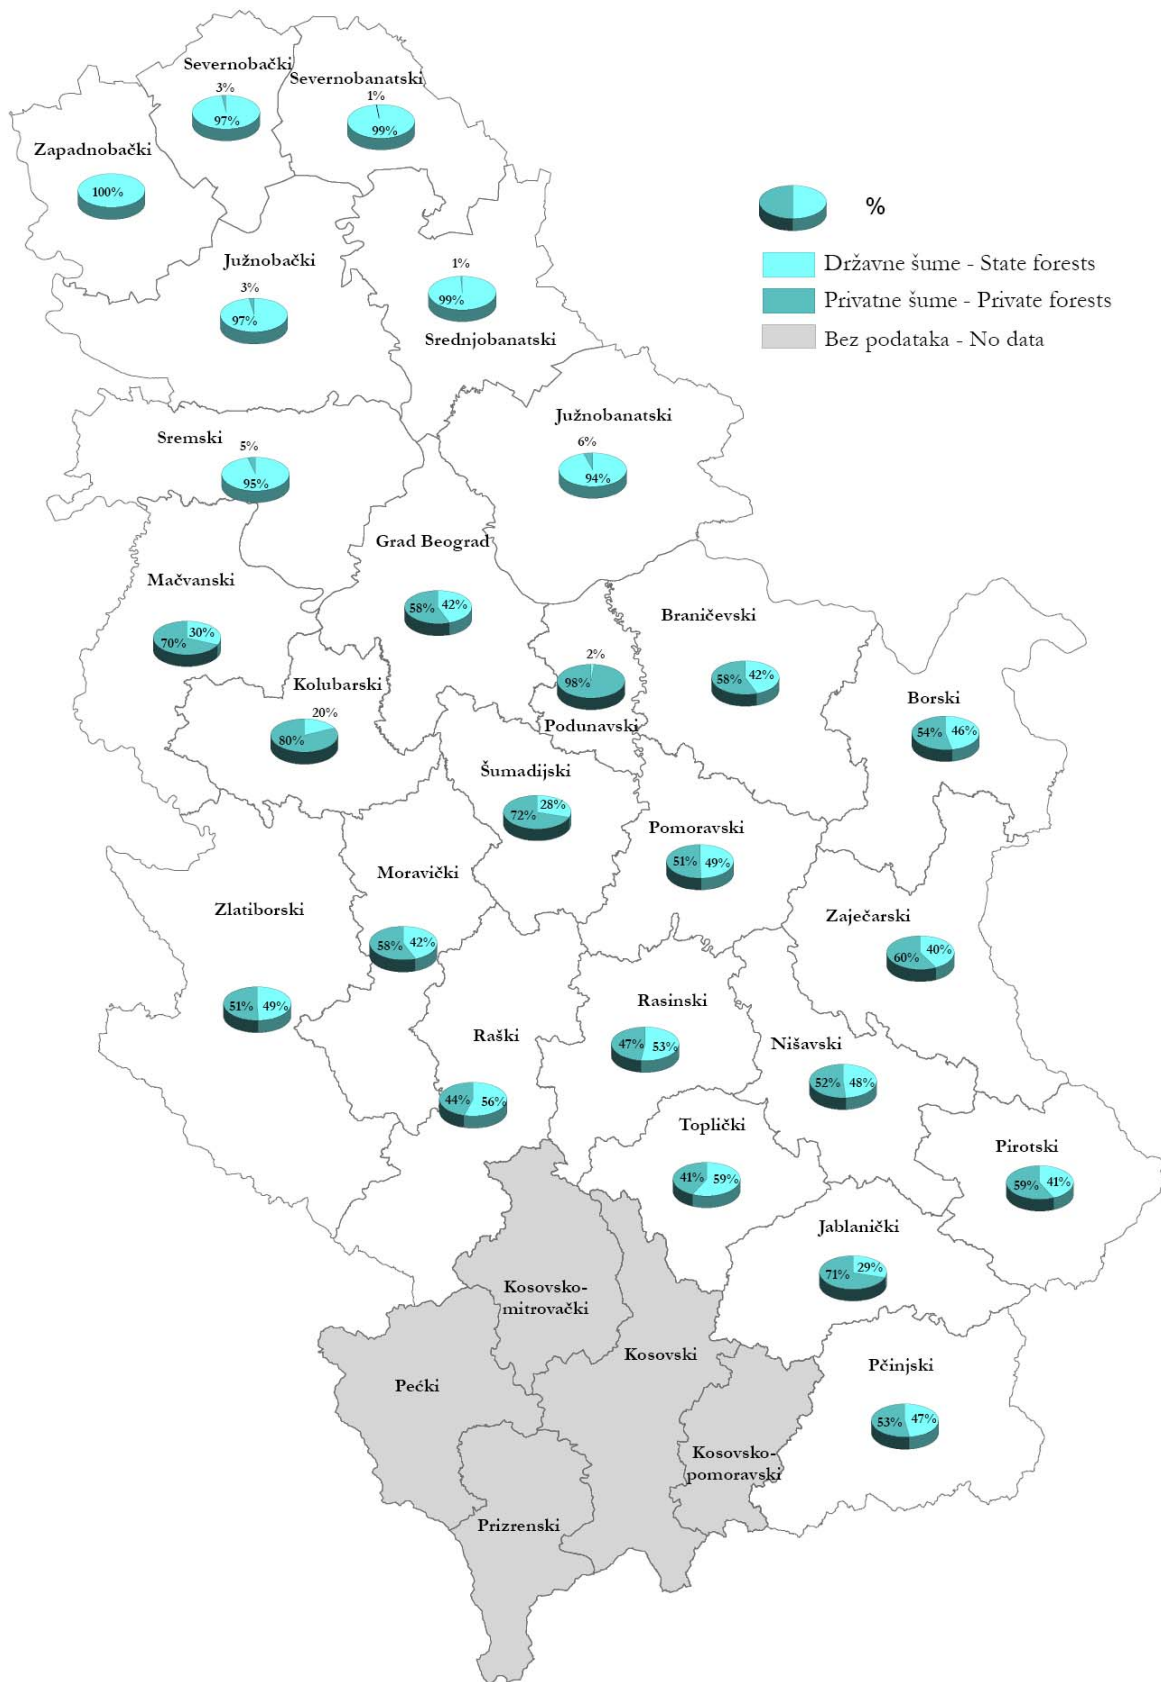 Severnobački
3%
97%
Severnobanatski
1%
99%
Zapadnobački
100%
%
Državne šume - State forests
Privatne šume - Private forests
Bez podataka - No data
Južnobački
3%
97%
1%
99%
Srednjobanatski
Južnobanatski
6%
94%
Sremski
5%
95%
Grad Beograd
58% 42%
Mačvanski
30%
70%
Braničevski
58% 42%
2%
98%
Podunavski
Kolubarski
20%
80%
Borski
54% 46%
Šumadijski
28%
72%
Pomoravski
51% 49%
Moravički
58% 42%
Zlatiborski
51% 49%
Zaječarski
40%
60%
Rasinski
47% 53%
Raški
44% 56%
Nišavski
52% 48%
Toplički
41% 59%
Pirotski
59% 41%
Jablanički
29%
71%
Kosovsko-
mitrovački
Kosovski
Pećki
Pčinjski
53% 47%
Kosovsko-
pomoravski
Prizrenski